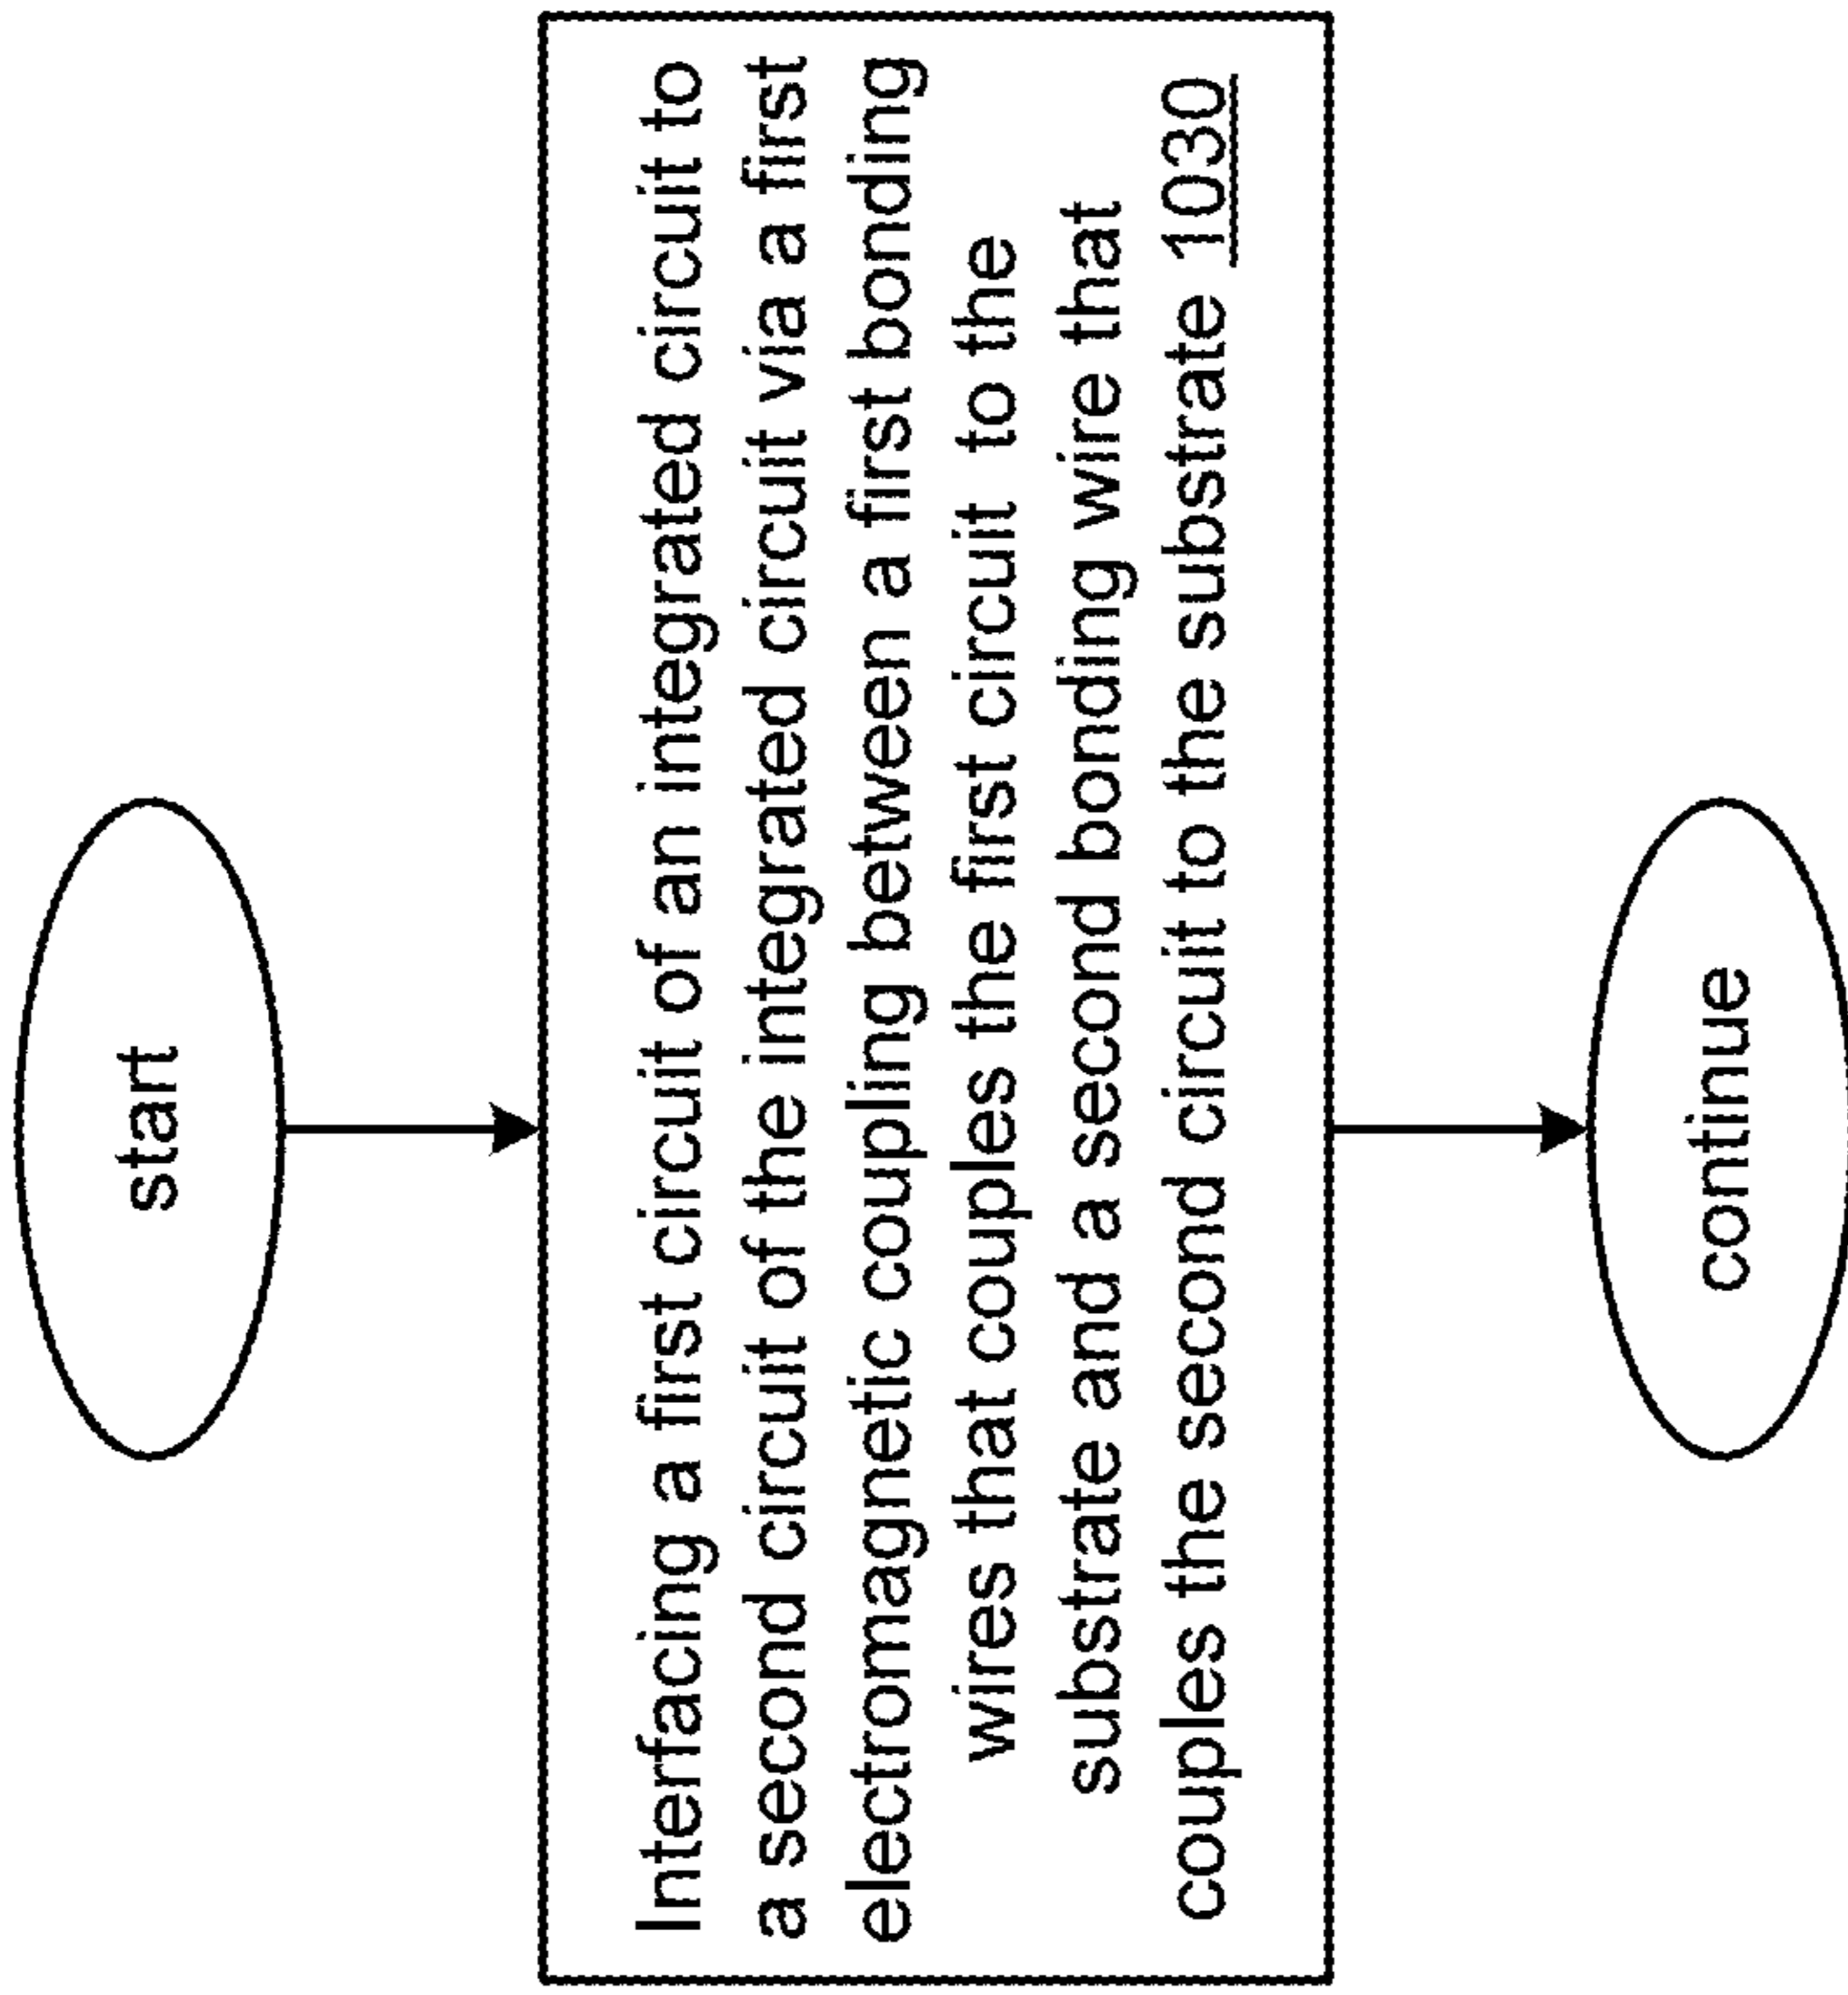 start
Interfacing a first circuit of an integrated circuit to
a second circuit of the integrated circuit via a first
electromagnetic coupling between a first bonding
wires that couples the first circuit to the
substrate and a second bonding wire that
couples the second circuit to the substrate 1030
continue